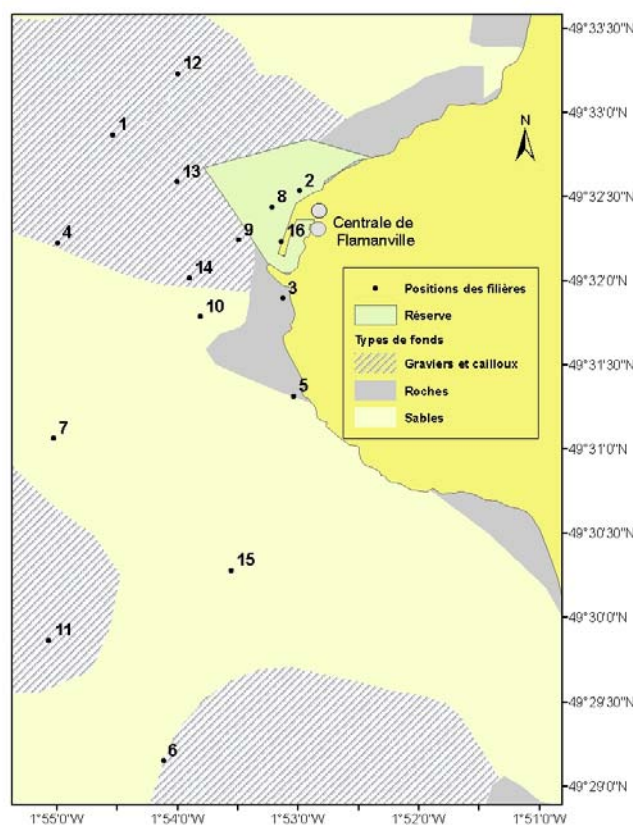 49°33'30"N
12
49°33'0"N
1
N
13
49°32'30"N
2
8
Centrale de
Flamanville
16
9
4
49°32'0"N
14
3
Positions des filières
10
Réserve
Types de fonds
49°31'30"N
Graviers et cailloux
5
Roches
Sables
7
49°31'0"N
49°30'30"N
15
49°30'0"N
11
49°29'30"N
6
49°29'0"N
1°55'0"W 1°54'0"W 1°53'0"W 1°52'0"W 1°51'0"W